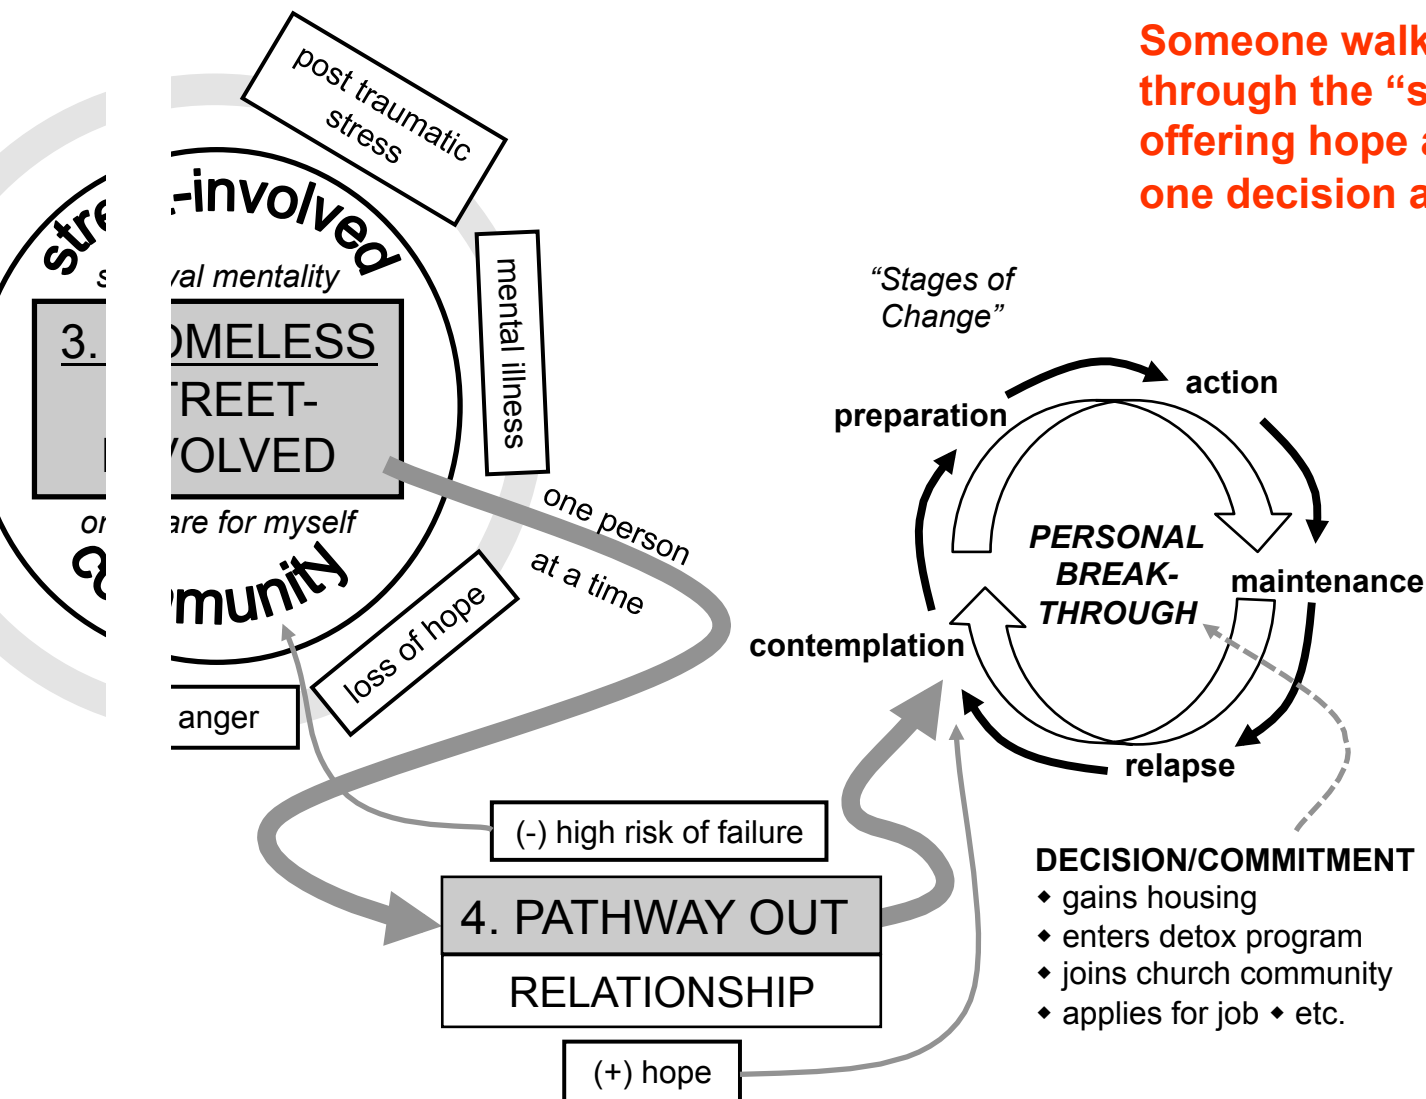 Someone walk
through the “s
offering hope a
one decision a
post traumatic
stress
-involved
val mentality
3. OMELESS
TREET-
VOLVED
are for myself
munity
mental illness
loss of hope
anger
one person
at a time
“Stages of
Change”
preparation
action
maintenance
relapse
contemplation
PERSONAL
BREAK-
THROUGH
(-) high risk of failure
4. PATHWAY OUT
RELATIONSHIP
(+) hope
DECISION/COMMITMENT
◆ gains housing
◆ enters detox program
◆ joins church community
◆ applies for job ◆ etc.